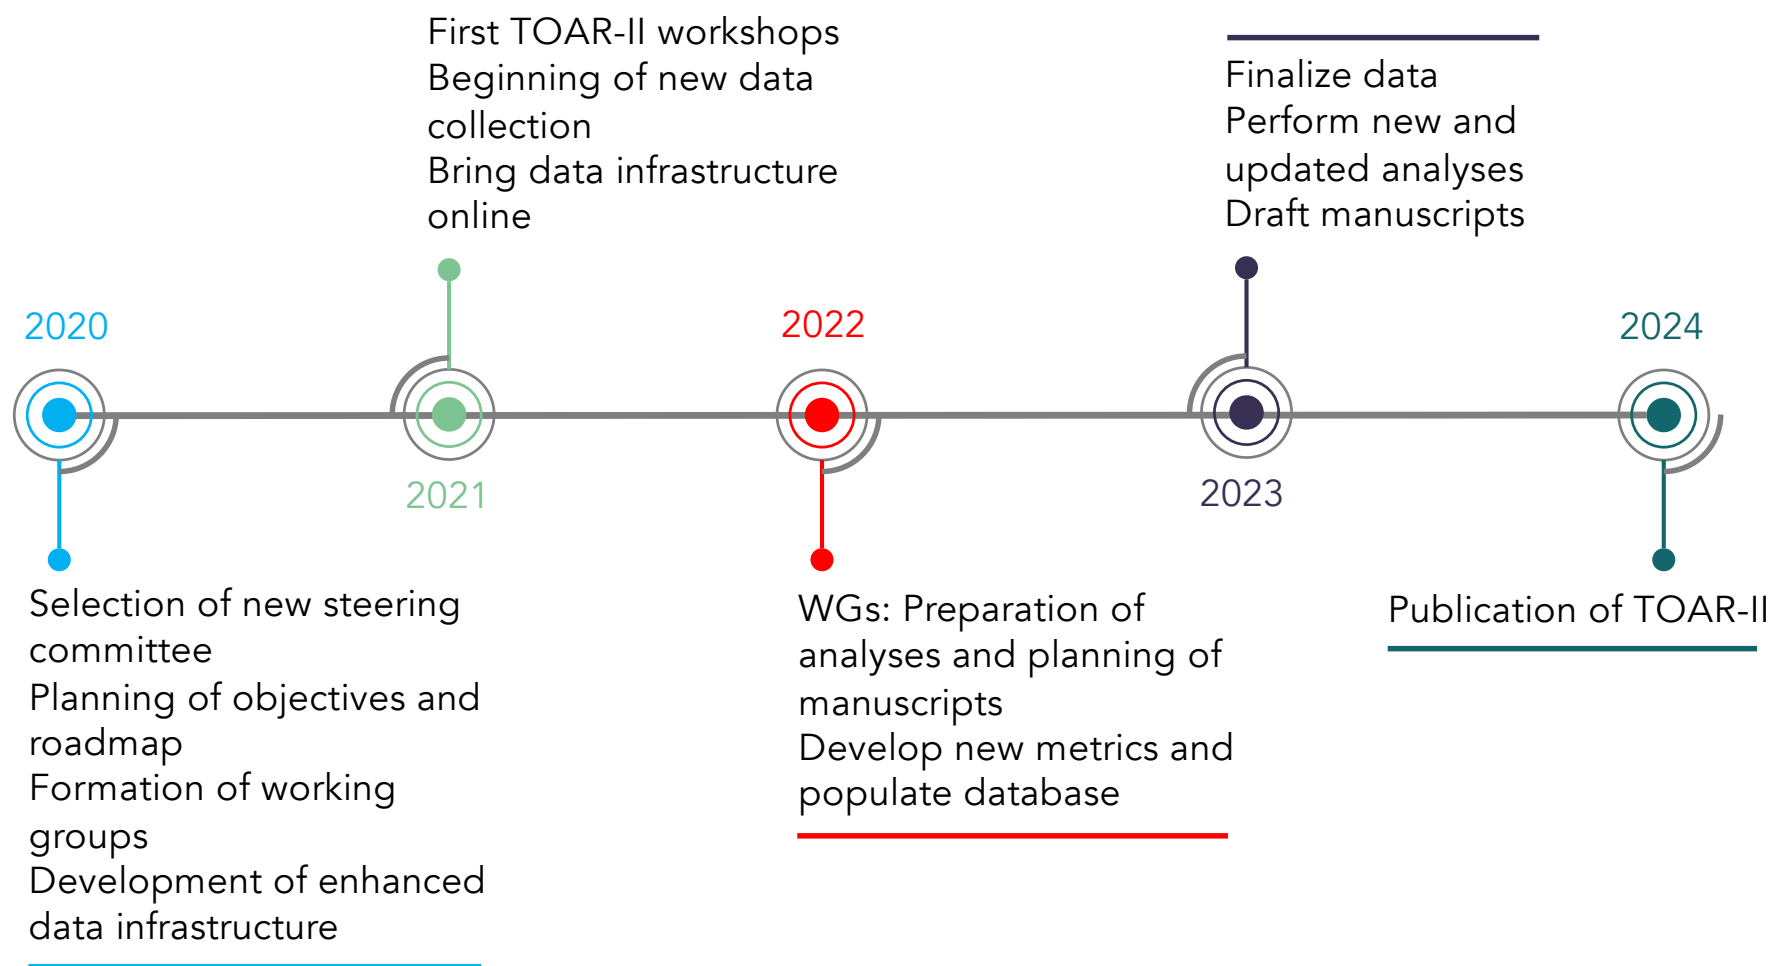 First TOAR-II workshops
Beginning of new data
collection
Bring data infrastructure
online
Finalize data
Perform new and
updated analyses
Draft manuscripts
2020
2022
2024
2021
2023
Selection of new steering
committee
Planning of objectives and
roadmap
Formation of working
groups
Development of enhanced
data infrastructure
WGs: Preparation of
analyses and planning of
manuscripts
Develop new metrics and
populate database
Publication of TOAR-II